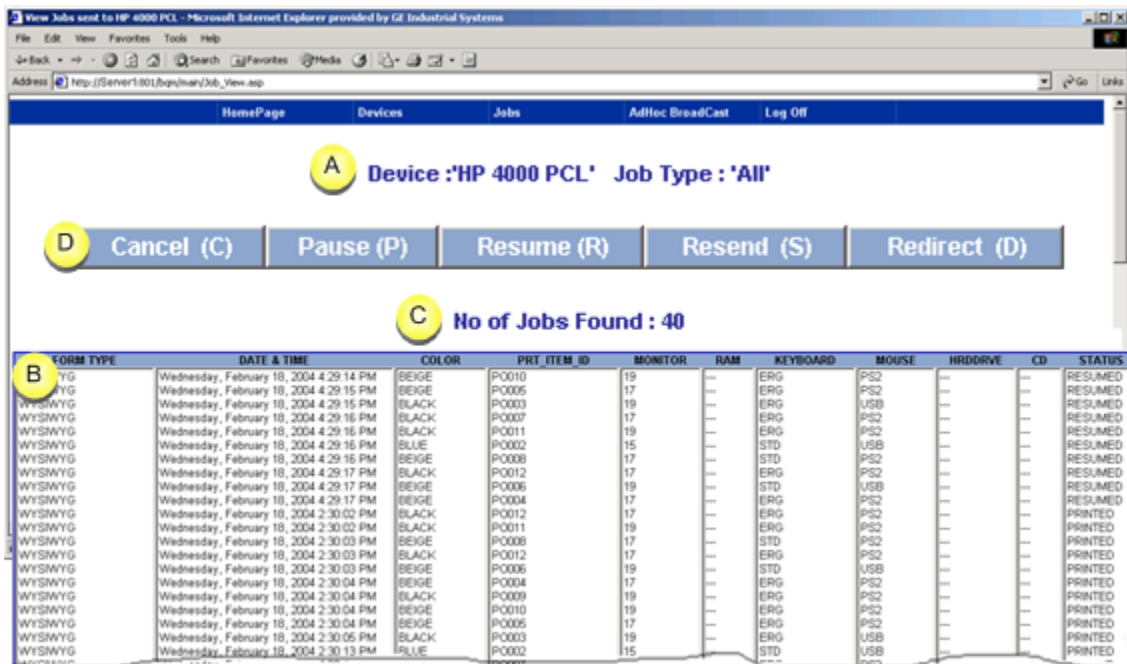 View Jobs sent to HP 4000 PCL - Microsoft Internet Explorer provided by GE Industrial Systems
File Edit View Favorites Tools Help
Back Search Favorites Media
Address http://Server1:801/bqm/main/Job_View.asp Go Links
HomePage Devices Jobs AdHoc BroadCast Log Off
A Device :'HP 4000 PCL' Job Type : 'All'
D Cancel (C) Pause (P) Resume (R) Resend (S) Redirect (D)
C No of Jobs Found : 40
B FORM TYPE DATE & TIME COLOR PRT_ITEM_ID MONITOR RAM KEYBOARD MOUSE HRDDRVE CD STATUS
YG Wednesday, February 18, 2004 4:29:14 PM BEIGE PO010 19 --- ERG PS2 --- --- RESUMED
YG Wednesday, February 18, 2004 4:29:15 PM BEIGE PO005 17 --- ERG PS2 --- --- RESUMED
WYSIWYG Wednesday, February 18, 2004 4:29:15 PM BLACK PO003 19 --- ERG USB --- --- RESUMED
WYSIWYG Wednesday, February 18, 2004 4:29:16 PM BLACK PO007 17 --- ERG PS2 --- --- RESUMED
WYSIWYG Wednesday, February 18, 2004 4:29:16 PM BLACK PO011 19 --- ERG PS2 --- --- RESUMED
WYSIWYG Wednesday, February 18, 2004 4:29:16 PM BLUE PO002 15 --- STD USB --- --- RESUMED
WYSIWYG Wednesday, February 18, 2004 4:29:16 PM BEIGE PO008 17 --- STD PS2 --- --- RESUMED
WYSIWYG Wednesday, February 18, 2004 4:29:17 PM BLACK PO012 17 --- ERG PS2 --- --- RESUMED
WYSIWYG Wednesday, February 18, 2004 4:29:17 PM BEIGE PO006 19 --- STD USB --- --- RESUMED
WYSIWYG Wednesday, February 18, 2004 4:29:17 PM BEIGE PO004 17 --- ERG PS2 --- --- RESUMED
WYSIWYG Wednesday, February 18, 2004 2:30:02 PM BLACK PO012 17 --- ERG PS2 --- --- PRINTED
WYSIWYG Wednesday, February 18, 2004 2:30:02 PM BLACK PO011 19 --- ERG PS2 --- --- PRINTED
WYSIWYG Wednesday, February 18, 2004 2:30:03 PM BEIGE PO008 17 --- STD PS2 --- --- PRINTED
WYSIWYG Wednesday, February 18, 2004 2:30:03 PM BLACK PO012 17 --- ERG PS2 --- --- PRINTED
WYSIWYG Wednesday, February 18, 2004 2:30:03 PM BEIGE PO006 19 --- STD USB --- --- PRINTED
WYSIWYG Wednesday, February 18, 2004 2:30:04 PM BEIGE PO004 17 --- ERG PS2 --- --- PRINTED
WYSIWYG Wednesday, February 18, 2004 2:30:04 PM BLACK PO009 19 --- ERG PS2 --- --- PRINTED
WYSIWYG Wednesday, February 18, 2004 2:30:04 PM BEIGE PO010 19 --- ERG PS2 --- --- PRINTED
WYSIWYG Wednesday, February 18, 2004 2:30:04 PM BEIGE PO005 17 --- ERG PS2 --- --- PRINTED
WYSIWYG Wednesday, February 18, 2004 2:30:05 PM BLACK PO003 19 --- ERG USB --- --- PRINTED
WYSIWYG Wednesday, February 18, 2004 2:30:13 PM BLUE PO002 15 --- STD USB --- --- PRINTED